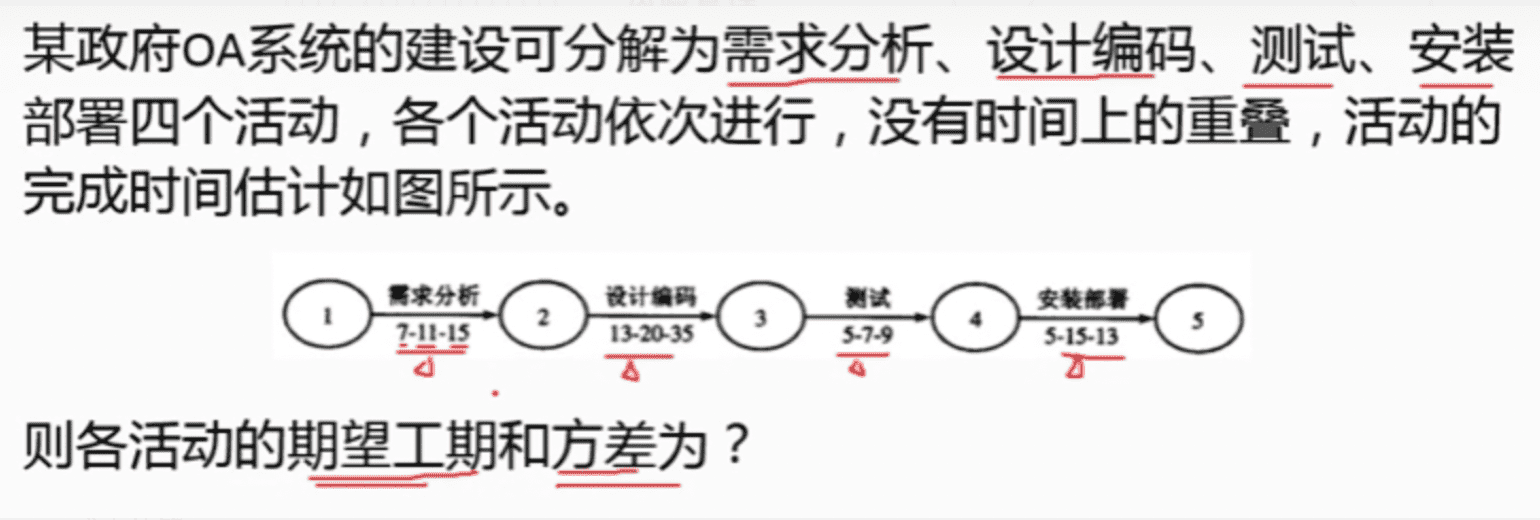 某政府OA系统的建设可分解为需求分析、设计编码、测试、安装
部署四个活动，各个活动依次进行，没有时间上的重叠，活动的
完成时间估计如图所示。
需求分析 设计编码 测试 安装部署
1 2 3 4 5
7-11-15 13-20-35 5-7-9 5-15-13
则各活动的期望工期和方差为？